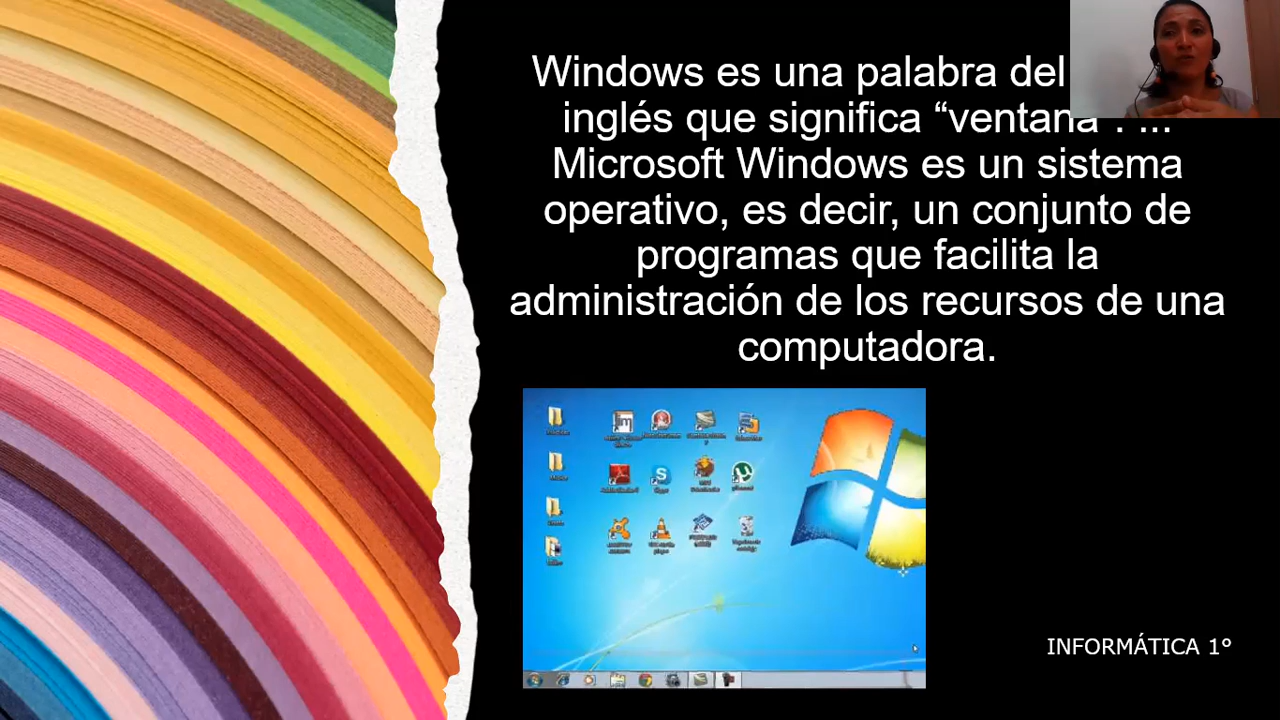 Windows es una palabra del
inglés que significa “ventana”. ...
Microsoft Windows es un sistema
operativo, es decir, un conjunto de
programas que facilita la
administración de los recursos de una
computadora.
INFORMÁTICA 1°